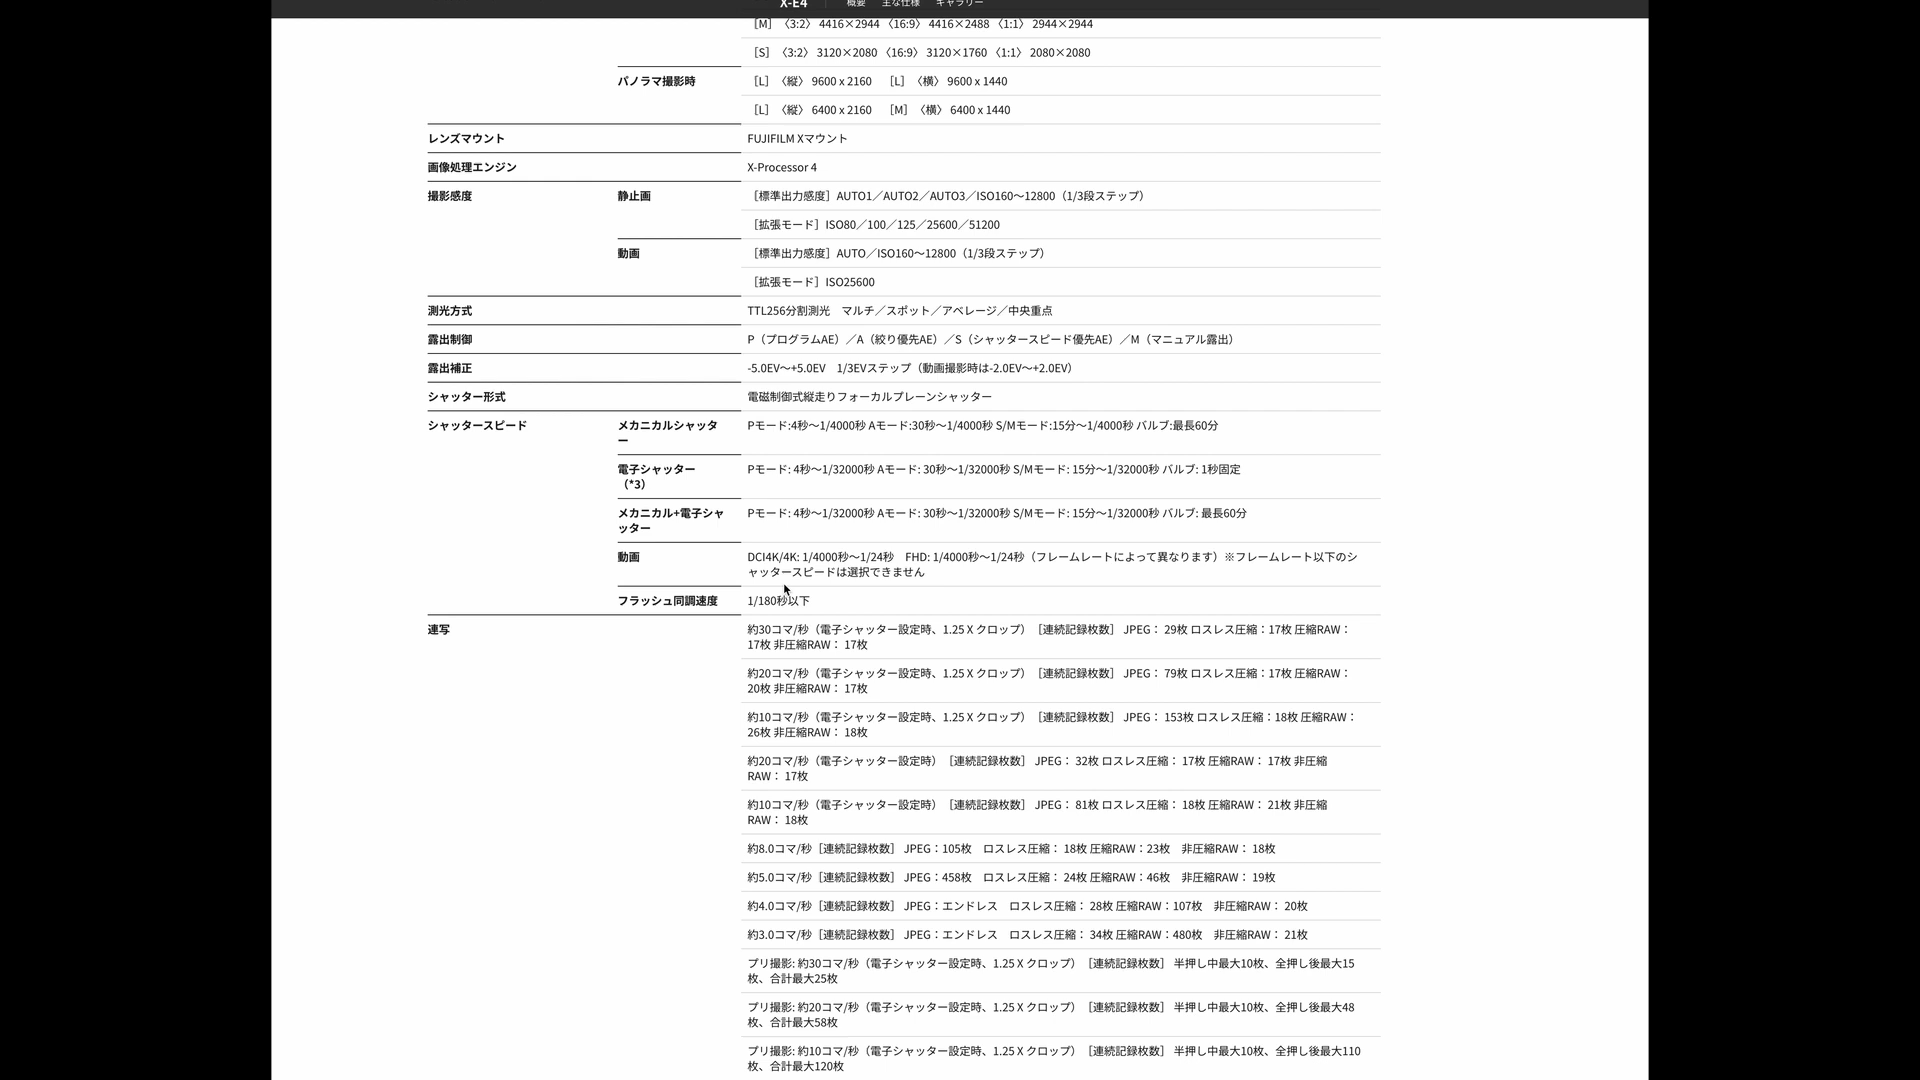 X-E4 概要 主な仕様 ギャラリー
［M］〈3:2〉 4416×2944 〈16:9〉 4416×2488 〈1:1〉 2944×2944
［S］〈3:2〉 3120×2080 〈16:9〉 3120×1760 〈1:1〉 2080×2080
パノラマ撮影時 ［L］〈縦〉 9600 x 2160　［L］〈横〉 9600 x 1440
［L］〈縦〉 6400 x 2160　［M］〈横〉 6400 x 1440
レンズマウント FUJIFILM Xマウント
画像処理エンジン X-Processor 4
撮影感度 静止画 ［標準出力感度］AUTO1／AUTO2／AUTO3／ISO160～12800（1/3段ステップ）
［拡張モード］ISO80／100／125／25600／51200
動画 ［標準出力感度］AUTO／ISO160～12800（1/3段ステップ）
［拡張モード］ISO25600
測光方式 TTL256分割測光　マルチ／スポット／アベレージ／中央重点
露出制御 P（プログラムAE）／A（絞り優先AE）／S（シャッタースピード優先AE）／M（マニュアル露出）
露出補正 -5.0EV～+5.0EV　1/3EVステップ（動画撮影時は-2.0EV～+2.0EV）
シャッター形式 電磁制御式縦走りフォーカルプレーンシャッター
シャッタースピード メカニカルシャッタ Pモード:4秒～1/4000秒 Aモード:30秒～1/4000秒 S/Mモード:15分～1/4000秒 バルブ:最長60分
ー
電子シャッター Pモード: 4秒～1/32000秒 Aモード: 30秒～1/32000秒 S/Mモード: 15分～1/32000秒 バルブ: 1秒固定
（*3）
メカニカル+電子シャ Pモード: 4秒～1/32000秒 Aモード: 30秒～1/32000秒 S/Mモード: 15分～1/32000秒 バルブ: 最長60分
ッター
動画 DCI4K/4K: 1/4000秒～1/24秒　FHD: 1/4000秒～1/24秒（フレームレートによって異なります）※フレームレート以下のシ
ャッタースピードは選択できません
フラッシュ同調速度 1/180秒以下
連写 約30コマ/秒（電子シャッター設定時、1.25 X クロップ）［連続記録枚数］ JPEG： 29枚 ロスレス圧縮：17枚 圧縮RAW：
17枚 非圧縮RAW： 17枚
約20コマ/秒（電子シャッター設定時、1.25 X クロップ）［連続記録枚数］ JPEG： 79枚 ロスレス圧縮：17枚 圧縮RAW：
20枚 非圧縮RAW： 17枚
約10コマ/秒（電子シャッター設定時、1.25 X クロップ）［連続記録枚数］ JPEG： 153枚 ロスレス圧縮：18枚 圧縮RAW：
26枚 非圧縮RAW： 18枚
約20コマ/秒（電子シャッター設定時）［連続記録枚数］ JPEG： 32枚 ロスレス圧縮： 17枚 圧縮RAW： 17枚 非圧縮
RAW： 17枚
約10コマ/秒（電子シャッター設定時）［連続記録枚数］ JPEG： 81枚 ロスレス圧縮： 18枚 圧縮RAW： 21枚 非圧縮
RAW： 18枚
約8.0コマ/秒［連続記録枚数］ JPEG：105枚　ロスレス圧縮： 18枚 圧縮RAW：23枚　非圧縮RAW： 18枚
約5.0コマ/秒［連続記録枚数］ JPEG：458枚　ロスレス圧縮： 24枚 圧縮RAW：46枚　非圧縮RAW： 19枚
約4.0コマ/秒［連続記録枚数］ JPEG：エンドレス　ロスレス圧縮： 28枚 圧縮RAW：107枚　非圧縮RAW： 20枚
約3.0コマ/秒［連続記録枚数］ JPEG：エンドレス　ロスレス圧縮： 34枚 圧縮RAW：480枚　非圧縮RAW： 21枚
プリ撮影: 約30コマ/秒（電子シャッター設定時、1.25 X クロップ）［連続記録枚数］ 半押し中最大10枚、全押し後最大15
枚、合計最大25枚
プリ撮影: 約20コマ/秒（電子シャッター設定時、1.25 X クロップ）［連続記録枚数］ 半押し中最大10枚、全押し後最大48
枚、合計最大58枚
プリ撮影: 約10コマ/秒（電子シャッター設定時、1.25 X クロップ）［連続記録枚数］ 半押し中最大10枚、全押し後最大110
枚、合計最大120枚